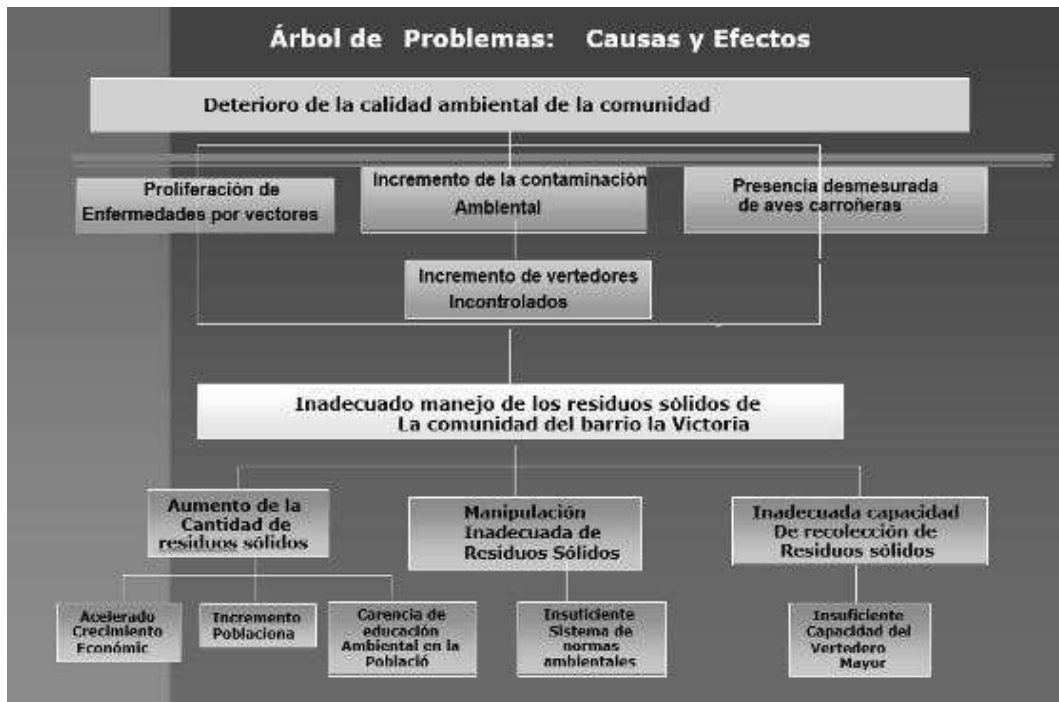 Árbol de Problemas: Causas y Efectos
Deterioro de la calidad ambiental de la comunidad
Proliferación de
Enfermedades por vectores
Incremento de la contaminación
Ambiental
Presencia desmesurada
de aves carroñeras
Incremento de vertedores
Incontrolados
Inadecuado manejo de los residuos sólidos de
La comunidad del barrio la Victoria
Aumento de la
Cantidad de
residuos sólidos
Manipulación
Inadecuada de
Residuos Sólidos
Inadecuada capacidad
De recolección de
Residuos sólidos
Acelerado
Crecimiento
Económic
Incremento
Poblaciona
Carencia de
educación
Ambiental en la
Població
Insuficiente
Sistema de
normas
ambientales
Insuficiente
Capacidad del
Vertedero
Mayor